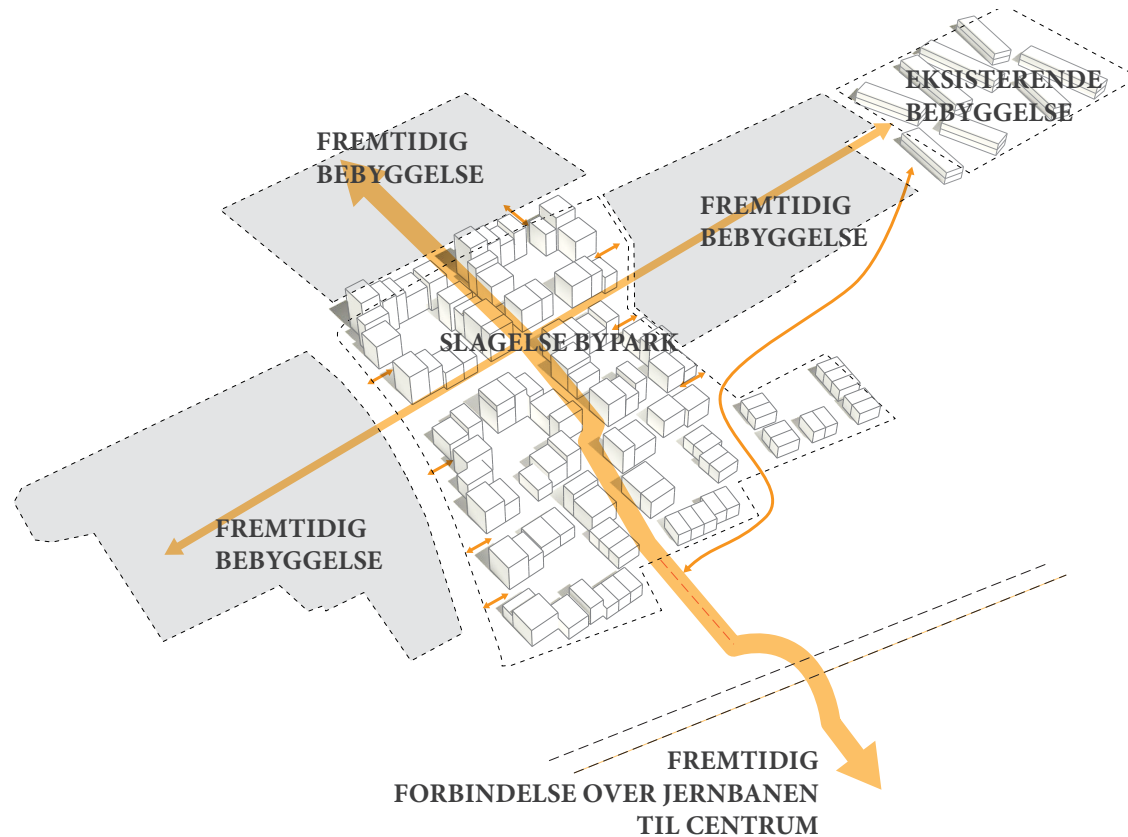 EKSISTERENDE
BEBYGGELSE
FREMTIDIG
BEBYGGELSE
FREMTIDIG
BEBYGGELSE
SLAGELSE BYPARK
FREMTIDIG
BEBYGGELSE
FREMTIDIG
FORBINDELSE OVER JERNBANEN
TIL CENTRUM